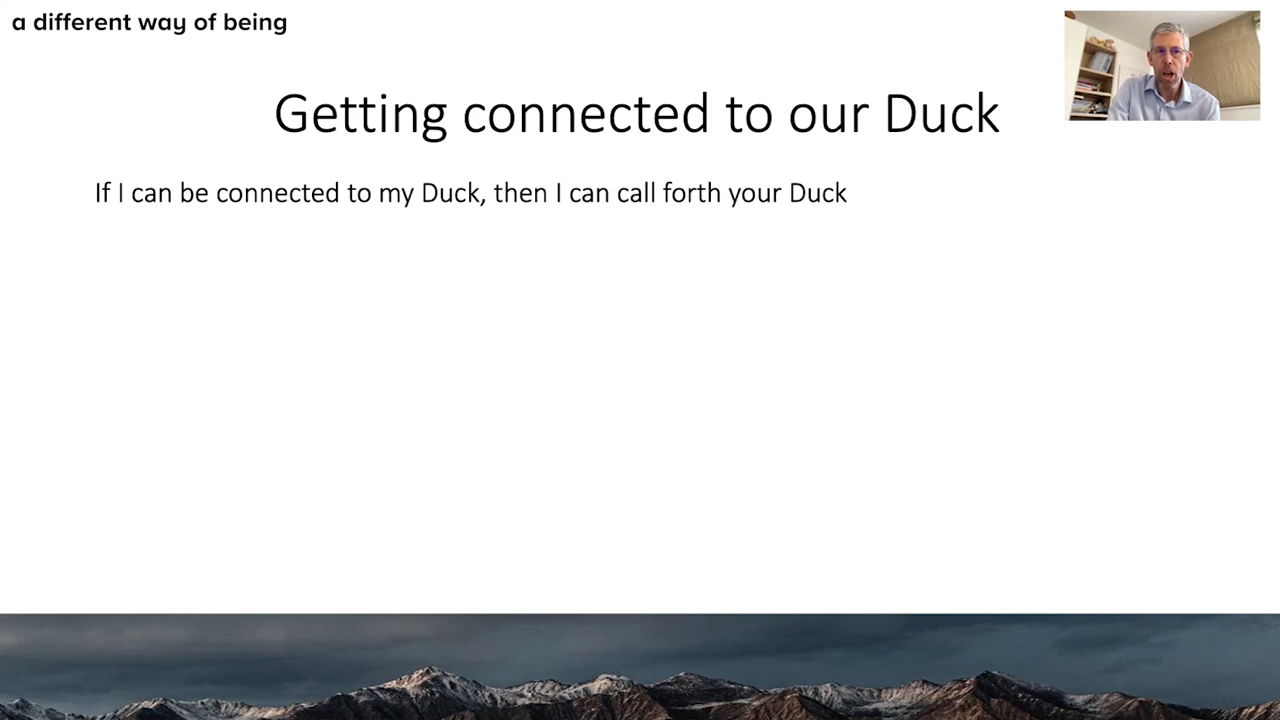 a different way of being
Getting connected to our Duck
If I can be connected to my Duck, then I can call forth your Duck